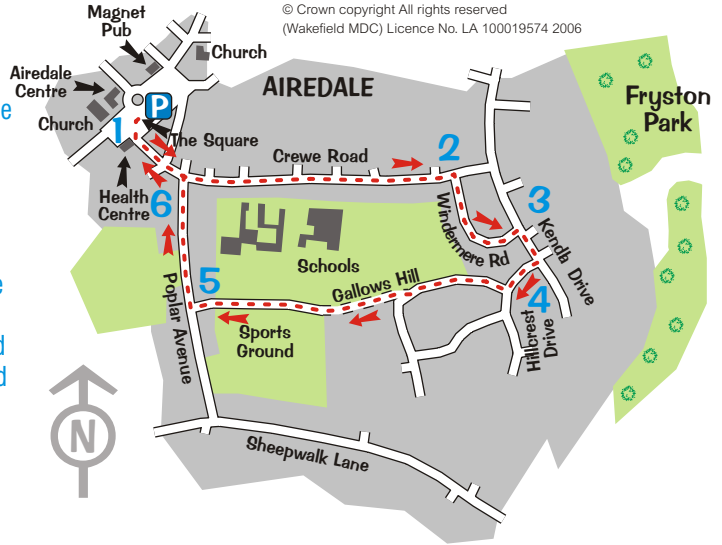 © Crown copyright All rights reserved
(Wakefield MDC) Licence No. LA 100019574 2006
Magnet
Pub
Church
Airedale
Centre
AIREDALE
P
Fryston
Park
e
Church
1
The Square
Crewe Road
2
Health
Centre
6
3
Windermere Rd
Kendal Drive
Schools
5
Gallows Hill
4
e
Poplar Avenue
Sports
Ground
Hillcrest
Drive
d
d
N
Sheepwalk Lane